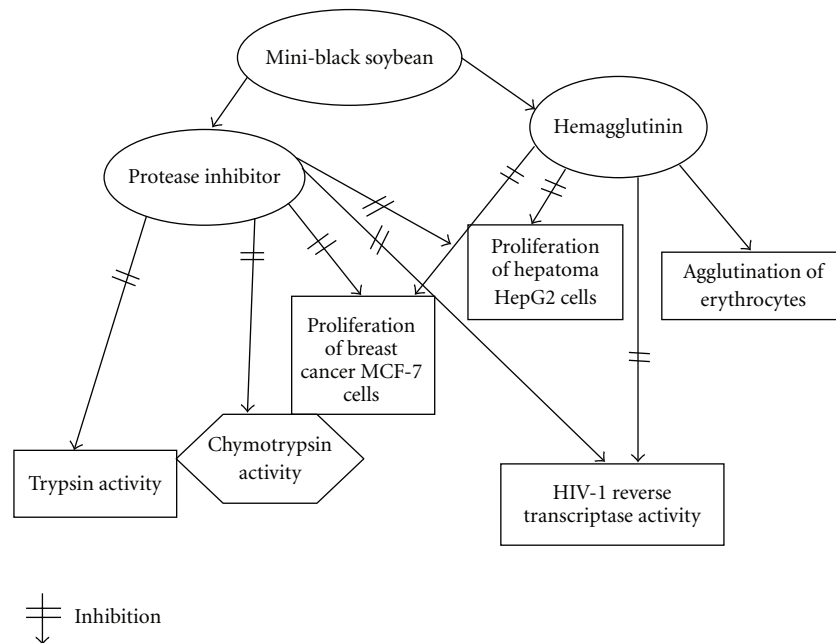 Mini-black soybean
Hemagglutinin
Protease inhibitor
Proliferation
of hepatoma
HepG2 cells
Agglutination of
erythrocytes
Proliferation
of breast
cancer MCF-7
cells
Chymotrypsin
activity
Trypsin activity
HIV-1 reverse
transcriptase activity
Inhibition